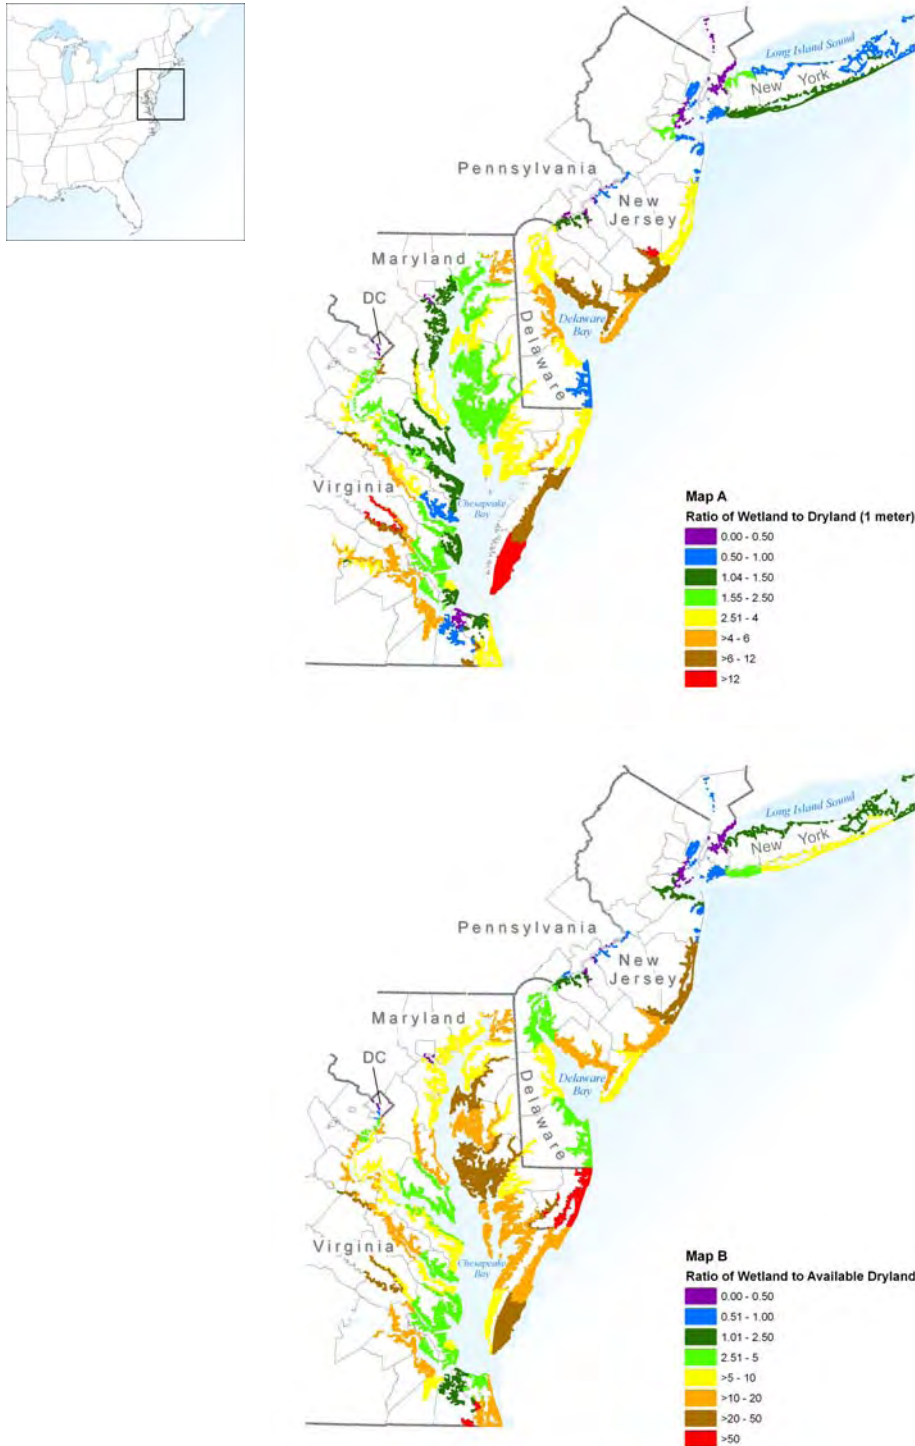 Long Island Sound
New York
Pennsylvania
New
Jersey
Maryland
DC
Delaware
Bay
Delaware
Virginia
Chesapeake
Bay
Map A
Ratio of Wetland to Dryland (1 meter)
0.00 - 0.50
0.50 - 1.00
1.04 - 1.50
1.55 - 2.50
2.51 - 4
>4 - 6
>6 - 12
>12
Long Island Sound
New York
Pennsylvania
New
Jersey
Maryland
DC
Delaware
Bay
Delaware
Virginia
Chesapeake
Bay
Map B
Ratio of Wetland to Available Dryland
0.00 - 0.50
0.51 - 1.00
1.01 - 2.50
2.51 - 5
>5 - 10
>10 - 20
>20 - 50
>50